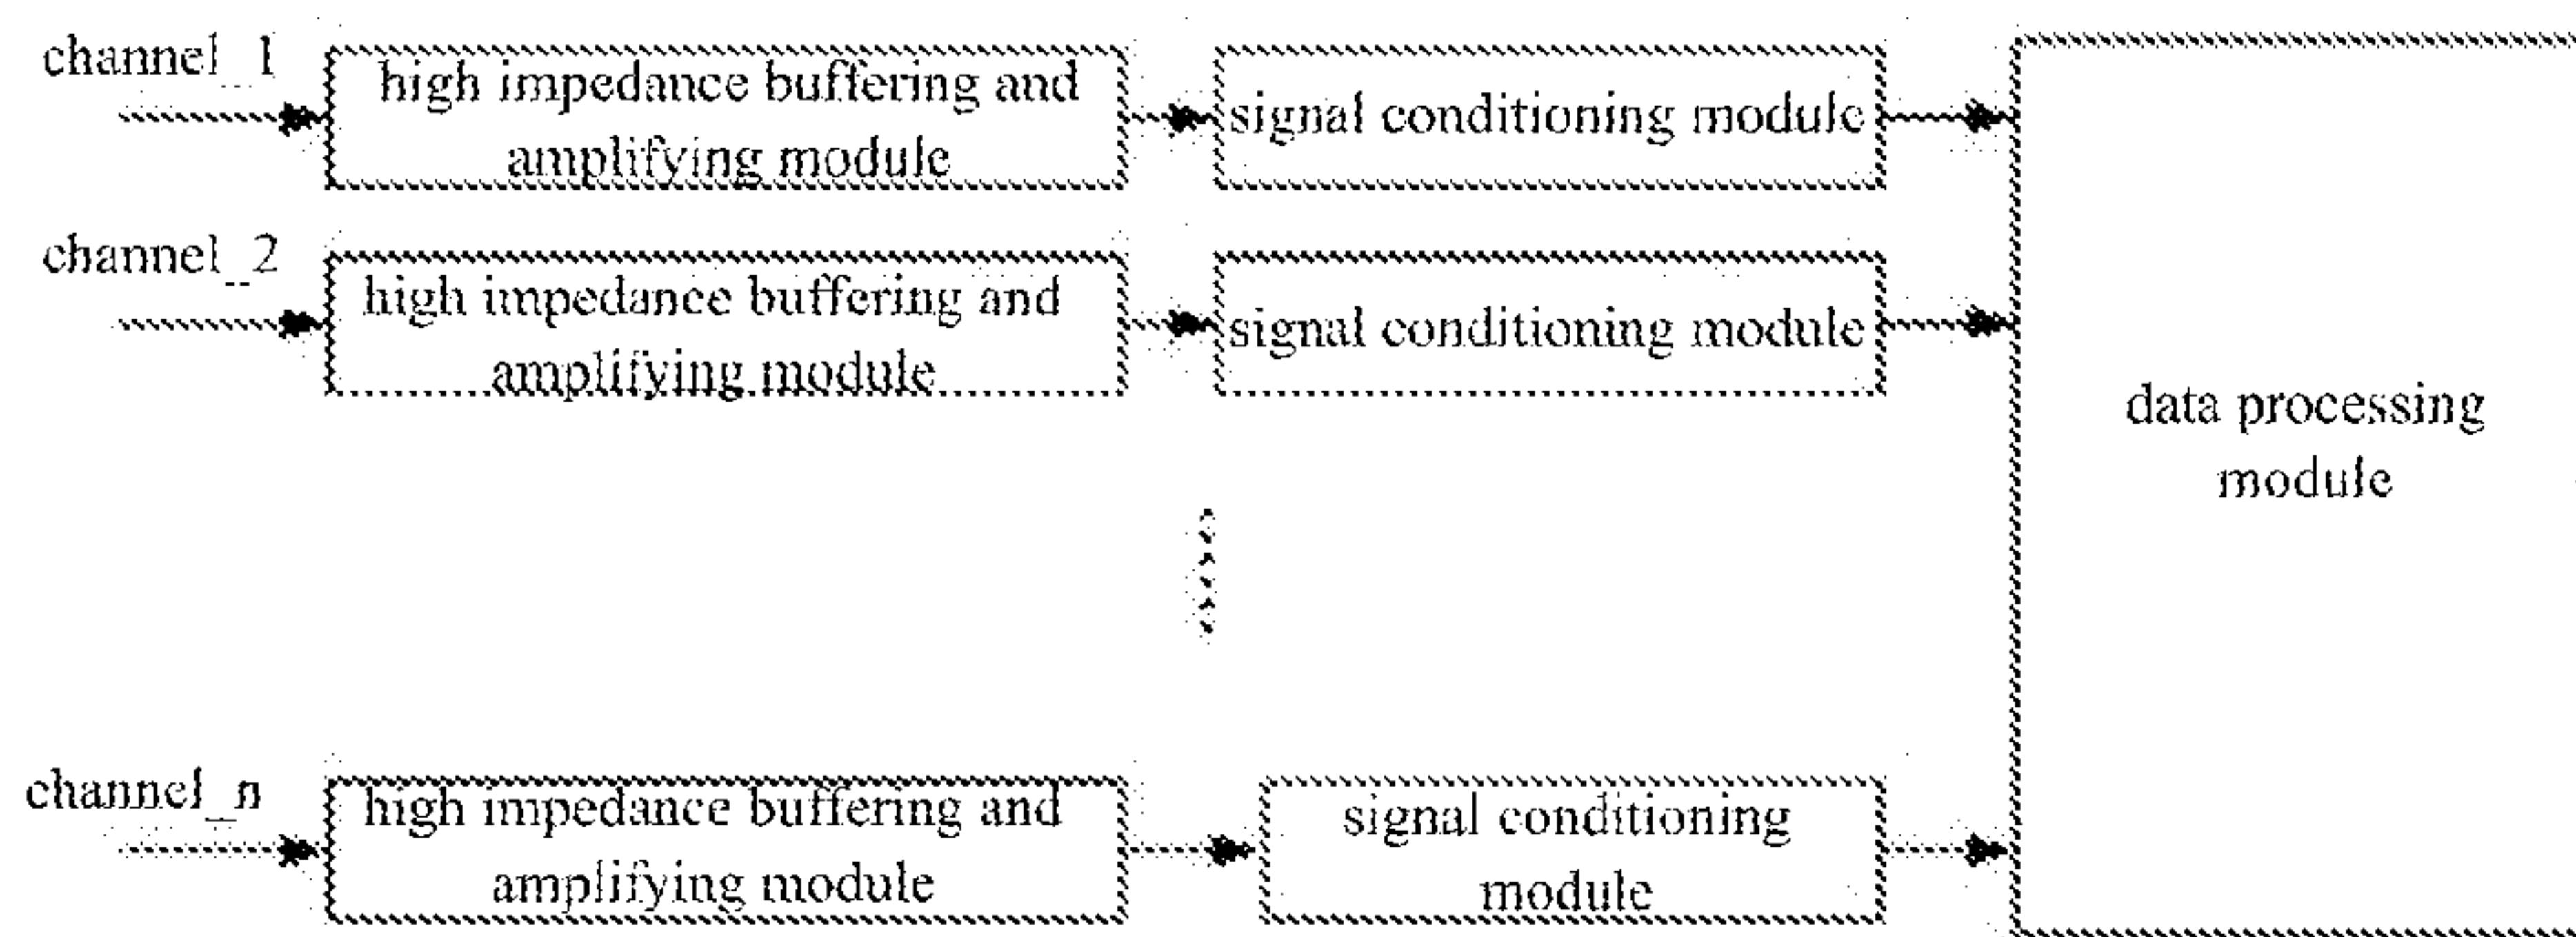 channel_1
high impedance buffering and
amplifying module
signal conditioning module
channel_2
high impedance buffering and
amplifying module
signal conditioning module
data processing
module
channel_n
high impedance buffering and
amplifying module
signal conditioning
module